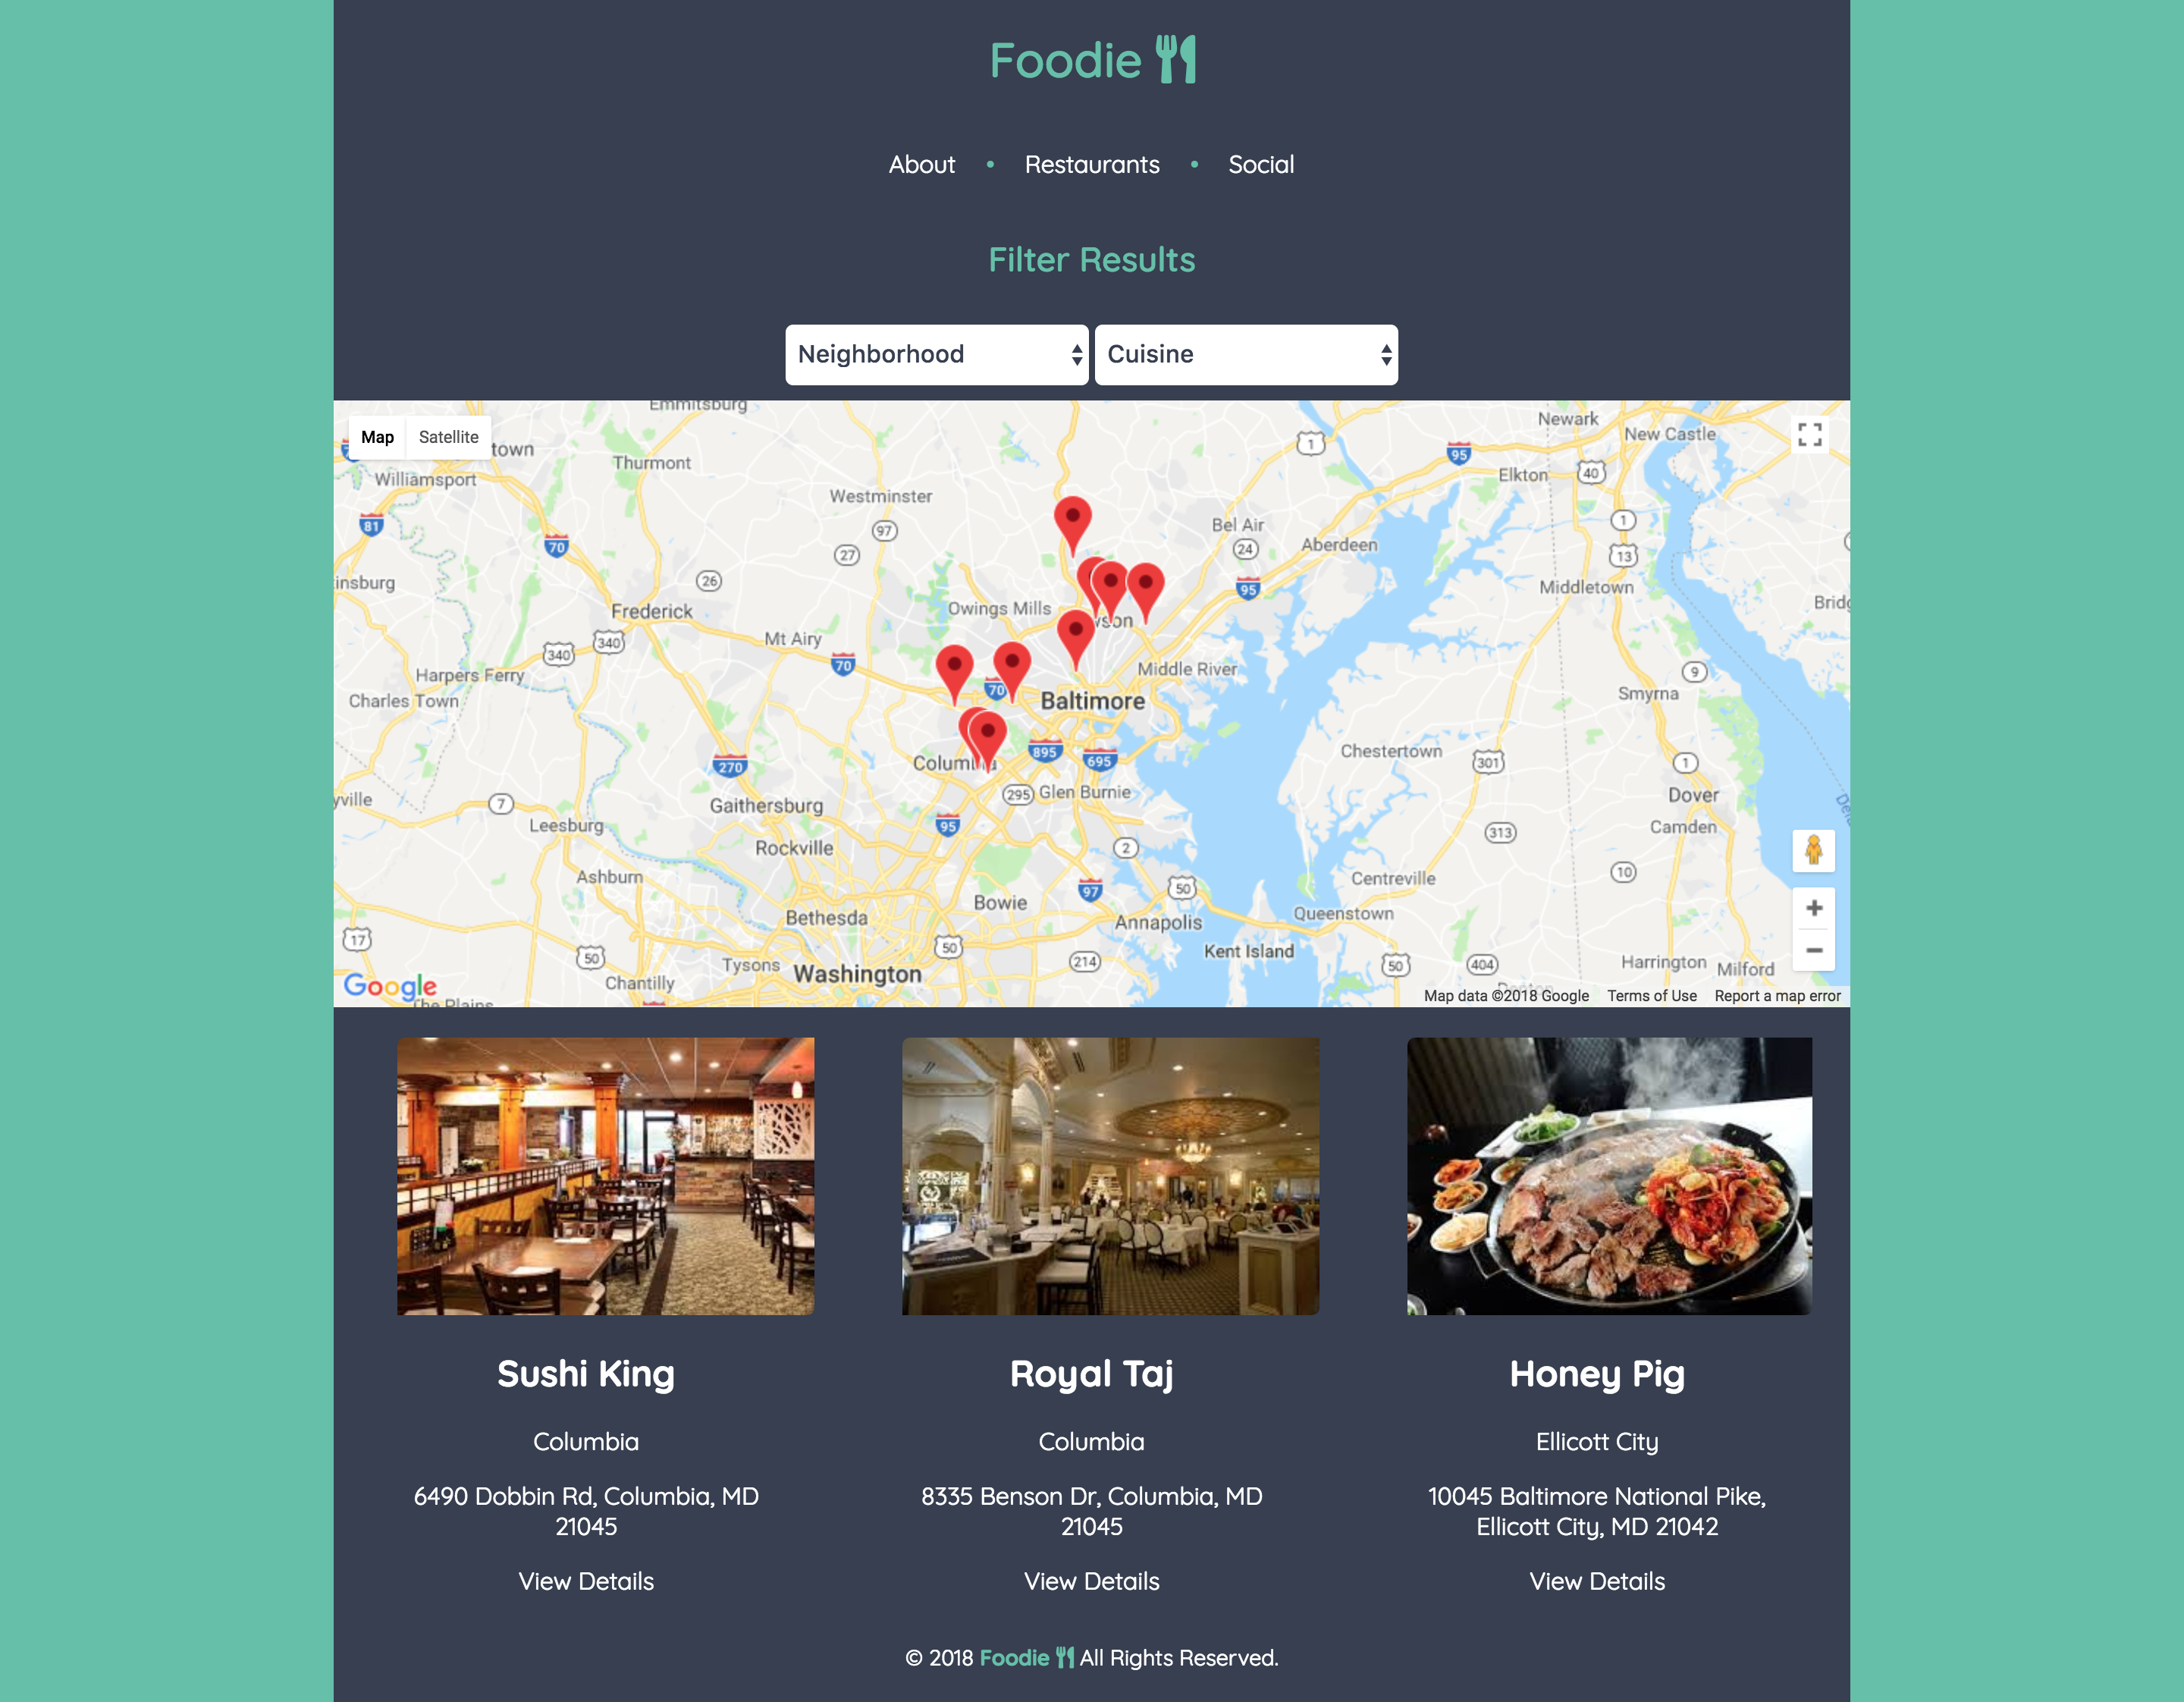 Foodie
About • Restaurants • Social
Filter Results
Neighborhood
Cuisine
Map
Satellite
Emmitsburg
Newark
New Castle
town
Thurmont
1
95
Elkton
40
Williamsport
Westminster
81
97
Bel Air
1
70
27
24
Aberdeen
13
insburg
26
95
Middletown
Frederick
Owings Mills
Mt Airy
340
340
70
Middle River
Harpers Ferry
70
9
Charles Town
Baltimore
Smyrna
270
895
695
Chestertown
301
1
Columbia
yville
7
Gaithersburg
295
Glen Burnie
Dover
Leesburg
95
313
Camden
Rockville
2
Ashburn
97
50
Centreville
10
Bethesda
Bowie
Annapolis
Queenstown
17
50
50
Kent Island
Tysons
Washington
214
50
404
Harrington
Milford
Chantilly
Google
The Plains
Map data ©2018 Google
Terms of Use
Report a map error
Sushi King
Columbia
6490 Dobbin Rd, Columbia, MD
21045
View Details
Royal Taj
Columbia
8335 Benson Dr, Columbia, MD
21045
View Details
Honey Pig
Ellicott City
10045 Baltimore National Pike,
Ellicott City, MD 21042
View Details
© 2018 Foodie All Rights Reserved.